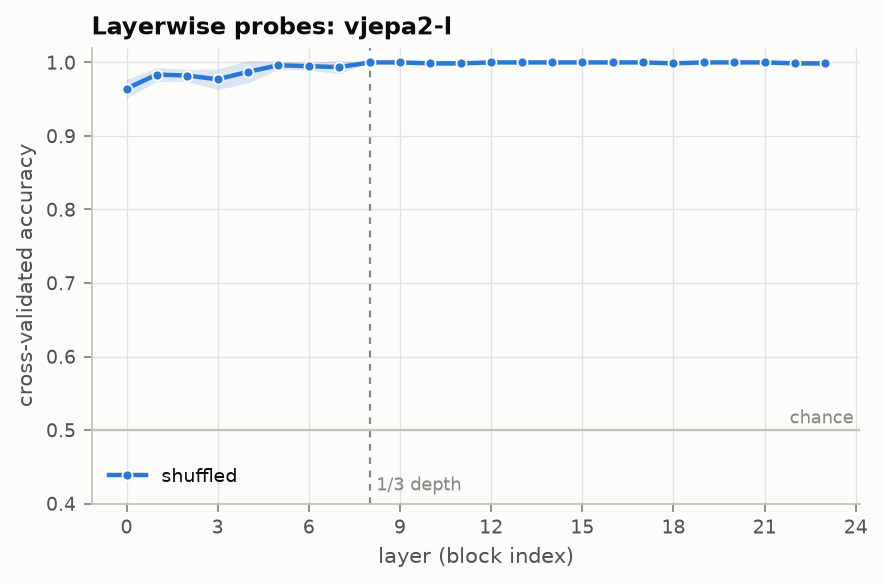 Layerwise probes: vjepa2-l
cross-validated accuracy
1.0
0.9
0.8
0.7
0.6
0.5
0.4
chance
shuffled
1/3 depth
0 3 6 9 12 15 18 21 24
layer (block index)